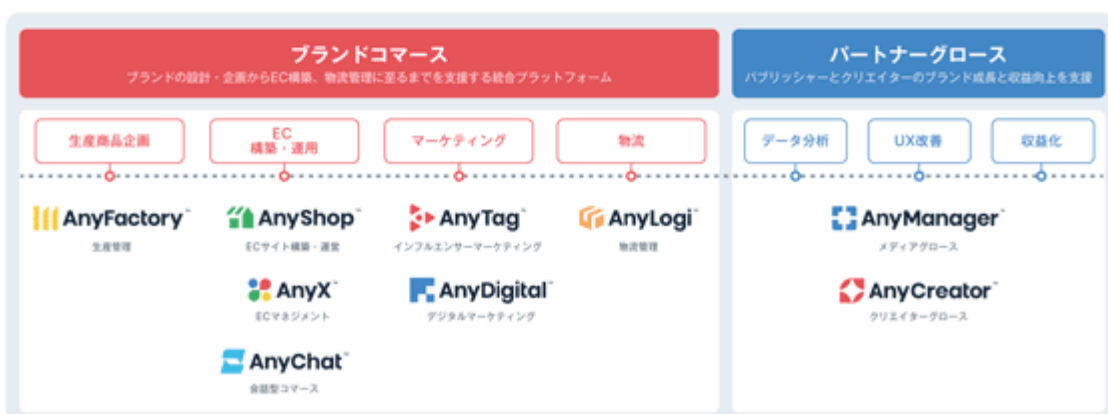 ブランドコマース
ブランドの設計・企画からEC構築、物流管理に至るまでを支援する統合プラットフォーム
パートナーグロース
パブリッシャーとクリエイターのブランド成長と収益向上を支援
生産商品企画
EC
構築・運用
マーケティング
物流
データ分析
UX改善
収益化
AnyFactory™
生産管理
AnyShop™
ECサイト構築・運営
AnyTag™
インフルエンサーマーケティング
AnyLogi™
物流管理
AnyManager™
メディアグロース
AnyX™
ECマネジメント
AnyDigital™
デジタルマーケティング
AnyCreator™
クリエイターグロース
AnyChat™
会話型コマース